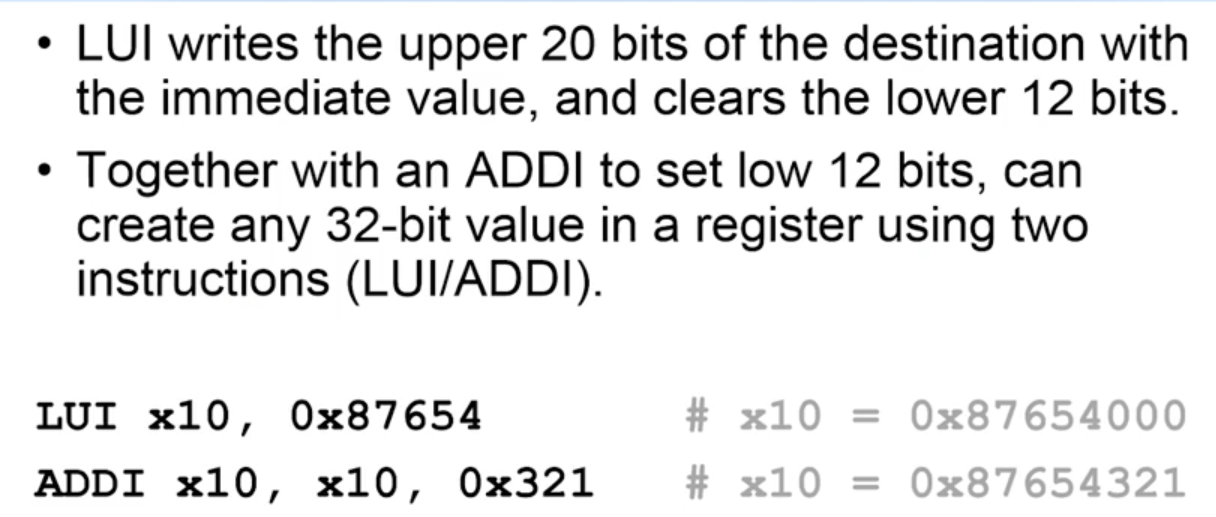 • LUI writes the upper 20 bits of the destination with
the immediate value, and clears the lower 12 bits.
• Together with an ADDI to set low 12 bits, can
create any 32-bit value in a register using two
instructions (LUI/ADDI).
LUI x10, 0x87654 # x10 = 0x87654000
ADDI x10, x10, 0x321 # x10 = 0x87654321